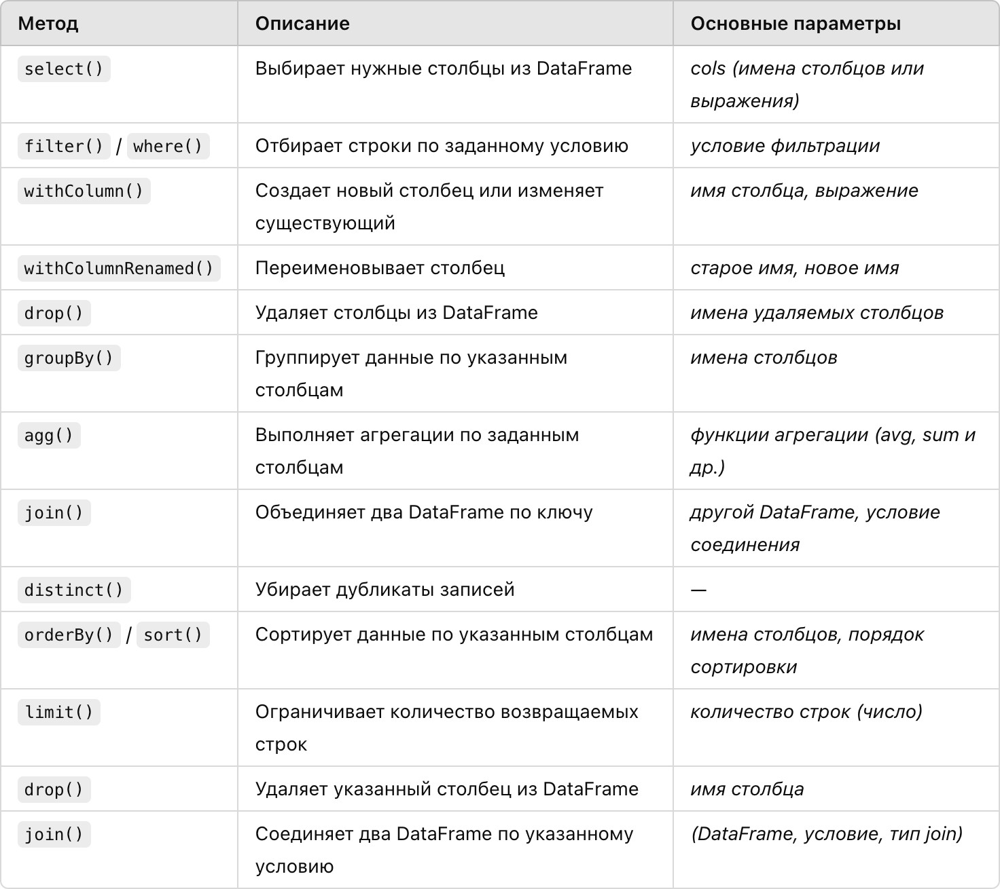 Метод Описание Основные параметры
select() Выбирает нужные столбцы из DataFrame cols (имена столбцов или
выражения)
filter() / where() Отбирает строки по заданному условию условие фильтрации
withColumn() Создает новый столбец или изменяет имя столбца, выражение
существующий
withColumnRenamed() Переименовывает столбец старое имя, новое имя
drop() Удаляет столбцы из DataFrame имена удаляемых столбцов
groupBy() Группирует данные по указанным имена столбцов
столбцам
agg() Выполняет агрегации по заданным функции агрегации (avg, sum и
столбцам др.)
join() Объединяет два DataFrame по ключу другой DataFrame, условие
соединения
distinct() Убирает дубликаты записей —
orderBy() / sort() Сортирует данные по указанным столбцам имена столбцов, порядок
сортировки
limit() Ограничивает количество возвращаемых количество строк (число)
строк
drop() Удаляет указанный столбец из DataFrame имя столбца
join() Соединяет два DataFrame по указанному (DataFrame, условие, тип join)
условию